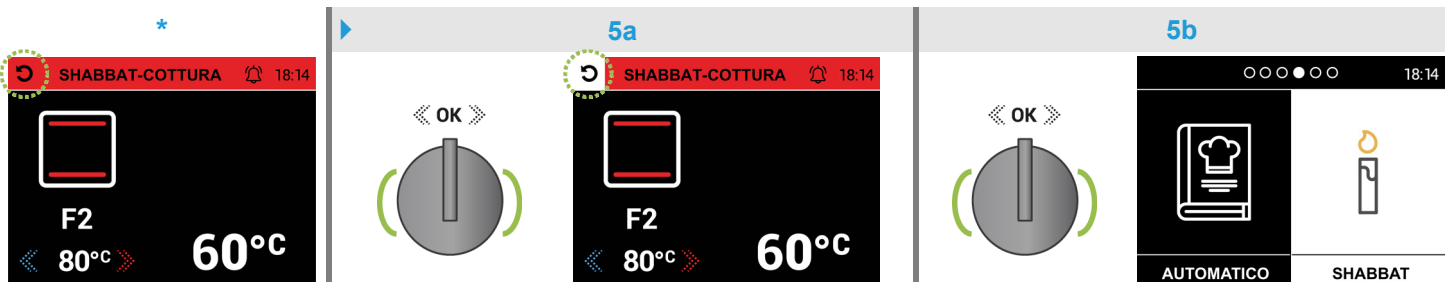 *
5a
5b
SHABBAT-COTTURA 18:14
F2
80°C 60°C
OK
SHABBAT-COTTURA 18:14
F2
80°C 60°C
OK
18:14
AUTOMATICO SHABBAT